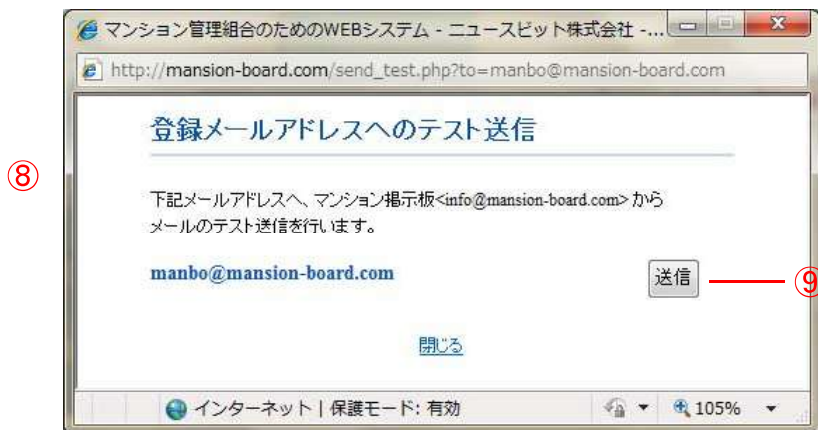 マンション管理組合のためのWEBシステム - ニュースビット株式会社 -...
http://mansion-board.com/send_test.php?to=manbo@mansion-board.com
登録メールアドレスへのテスト送信
⑧
下記メールアドレスへ、マンション掲示板<info@mansion-board.com>から
メールのテスト送信を行います。
manbo@mansion-board.com
送信
⑨
閉じる
インターネット | 保護モード: 有効
105%